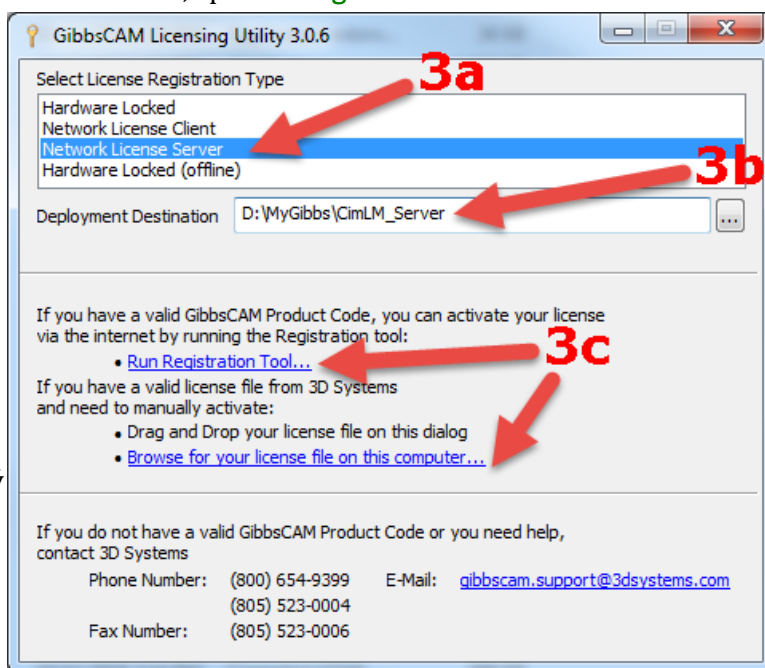 GibbsCAM Licensing Utility 3.0.6
Select License Registration Type
3a
Hardware Locked
Network License Client
Network License Server
Hardware Locked (offline)
3b
Deployment Destination D:\MyGibbs\CimLM_Server ...
If you have a valid GibbsCAM Product Code, you can activate your license
via the internet by running the Registration tool:
• Run Registration Tool...
3c
If you have a valid license file from 3D Systems
and need to manually activate:
• Drag and Drop your license file on this dialog
• Browse for your license file on this computer...
If you do not have a valid GibbsCAM Product Code or you need help,
contact 3D Systems
Phone Number: (800) 654-9399 E-Mail: gibbscam.support@3dsystems.com
(805) 523-0004
Fax Number: (805) 523-0006